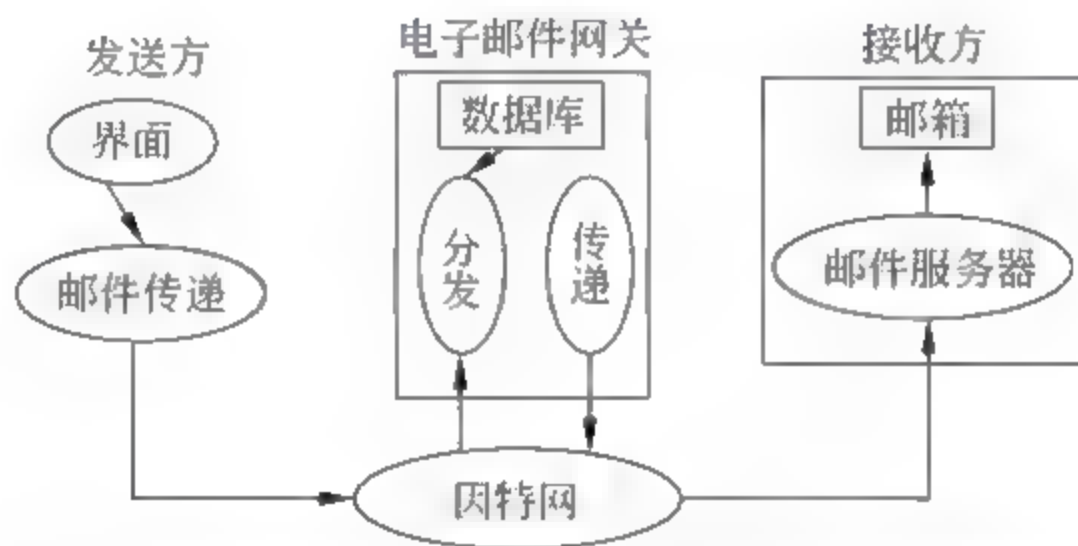 发送方
界面
邮件传递
电子邮件网关
数据库
分发
传递
因特网
接收方
邮箱
邮件服务器